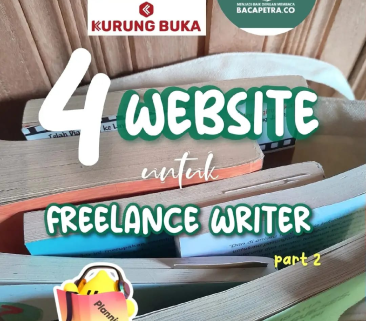 KURUNG BUKA
BACAPETRA.CO
4 WEBSITE
untuk
FREELANCE WRITER
part 2